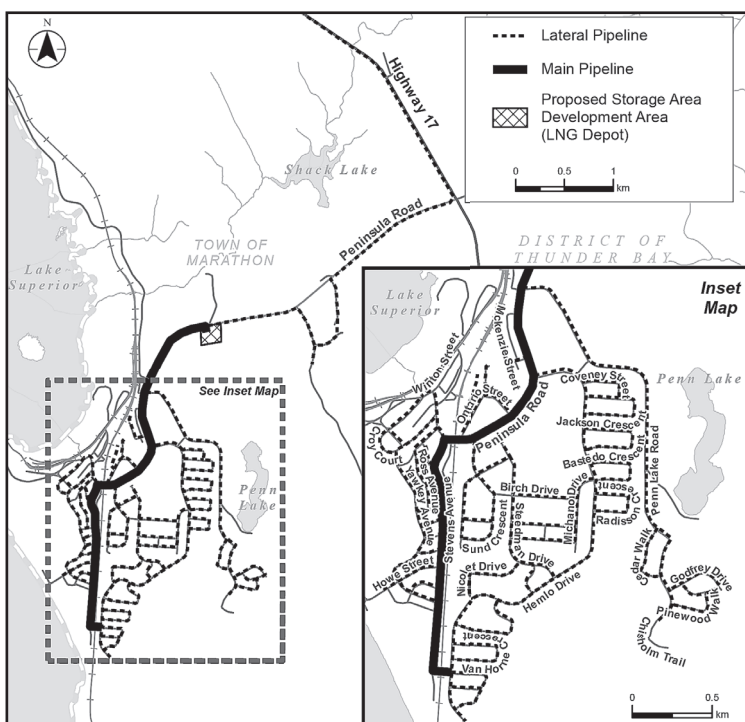 N
Lateral Pipeline
Main Pipeline
Proposed Storage Area
Development Area
(LNG Depot)
0 0.5 1
km
Highway 17
Shack Lake
Peninsula Road
TOWN OF
MARATHON
DISTRICT OF
THUNDER BAY
Lake
Superior
See Inset Map
Penn
Lake
Inset
Map
Lake
Superior
Mckenzie Street
Winton Street
Ontario Street
Coveney Street
Penn Lake
Peninsula Road
Croy Court
Jackson Crescent
Ross Avenue
Yawkey Avenue
Stevens Avenue
Bastedo Crescent
Penn Lake Road
Birch Drive
Michano Drive
Radisson Crescent
Sund Crescent
Steedman Drive
Howe Street
Nicolet Drive
Hemlo Drive
Cedar Walk
Godfrey Drive
Pinewood Walk
Chisholm Trail
Van Horne Crescent
0 0.5
km